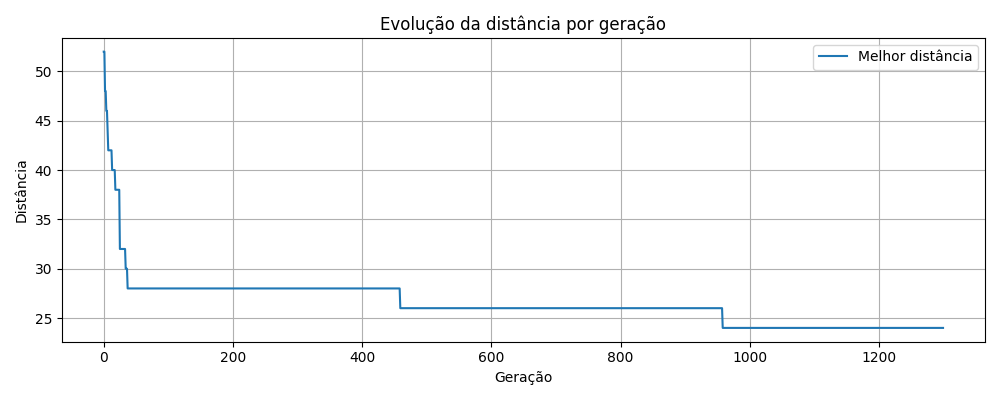 Evolução da distância por geração
Melhor distância
Distância
50
45
40
35
30
25
0 200 400 600 800 1000 1200
Geração